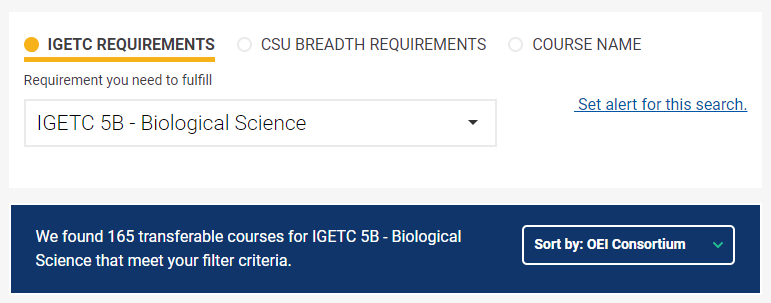 IGETC REQUIREMENTS CSU BREADTH REQUIREMENTS COURSE NAME
Requirement you need to fulfill
IGETC 5B - Biological Science
Set alert for this search.
We found 165 transferable courses for IGETC 5B - Biological
Science that meet your filter criteria.
Sort by: OEI Consortium